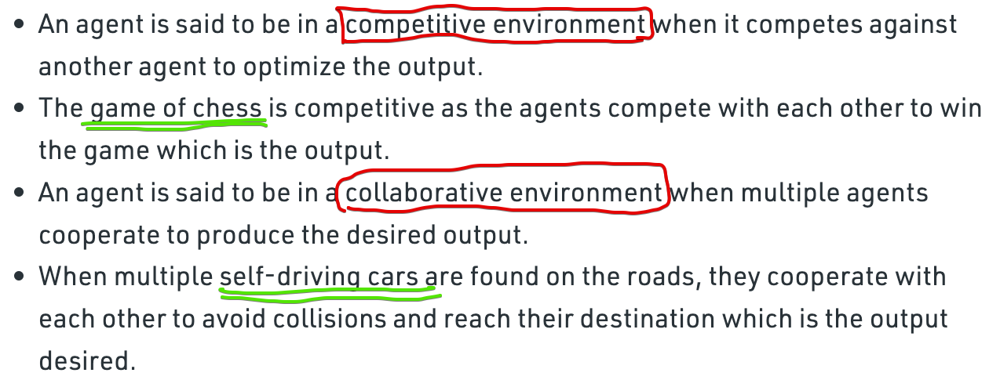 • An agent is said to be in a competitive environment when it competes against
another agent to optimize the output.
• The game of chess is competitive as the agents compete with each other to win
the game which is the output.
• An agent is said to be in a collaborative environment when multiple agents
cooperate to produce the desired output.
• When multiple self-driving cars are found on the roads, they cooperate with
each other to avoid collisions and reach their destination which is the output
desired.